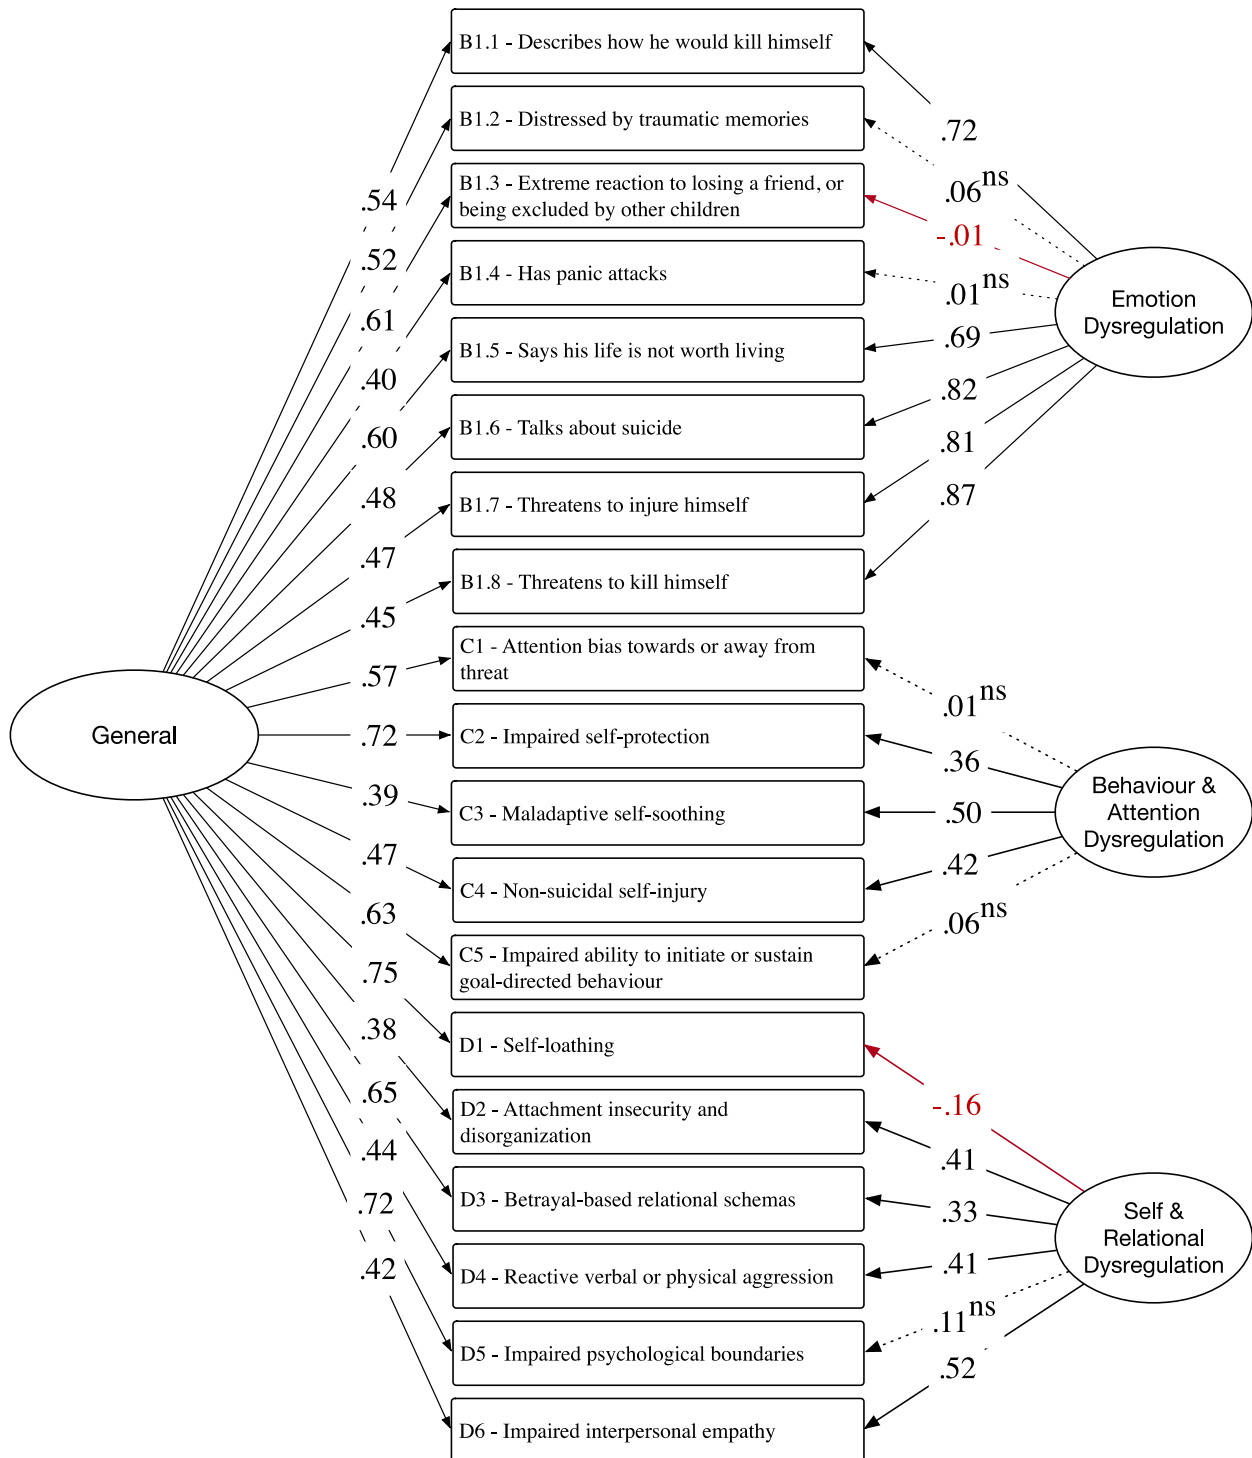 B1.1 - Describes how he would kill himself
B1.2 - Distressed by traumatic memories
B1.3 - Extreme reaction to losing a friend, or
being excluded by other children
B1.4 - Has panic attacks
B1.5 - Says his life is not worth living
B1.6 - Talks about suicide
B1.7 - Threatens to injure himself
B1.8 - Threatens to kill himself
C1 - Attention bias towards or away from
threat
C2 - Impaired self-protection
C3 - Maladaptive self-soothing
C4 - Non-suicidal self-injury
C5 - Impaired ability to initiate or sustain
goal-directed behaviour
D1 - Self-loathing
D2 - Attachment insecurity and
disorganization
D3 - Betrayal-based relational schemas
D4 - Reactive verbal or physical aggression
D5 - Impaired psychological boundaries
D6 - Impaired interpersonal empathy
General
.54
.52
.61
.40
.60
.48
.47
.45
.57
.72
.39
.47
.63
.75
.38
.65
.44
.72
.42
Emotion
Dysregulation
.72
.06ns
-.01
.01ns
.69
.82
.81
.87
Behaviour &
Attention
Dysregulation
.01ns
.36
.50
.42
.06ns
Self &
Relational
Dysregulation
-.16
.41
.33
.41
.11ns
.52